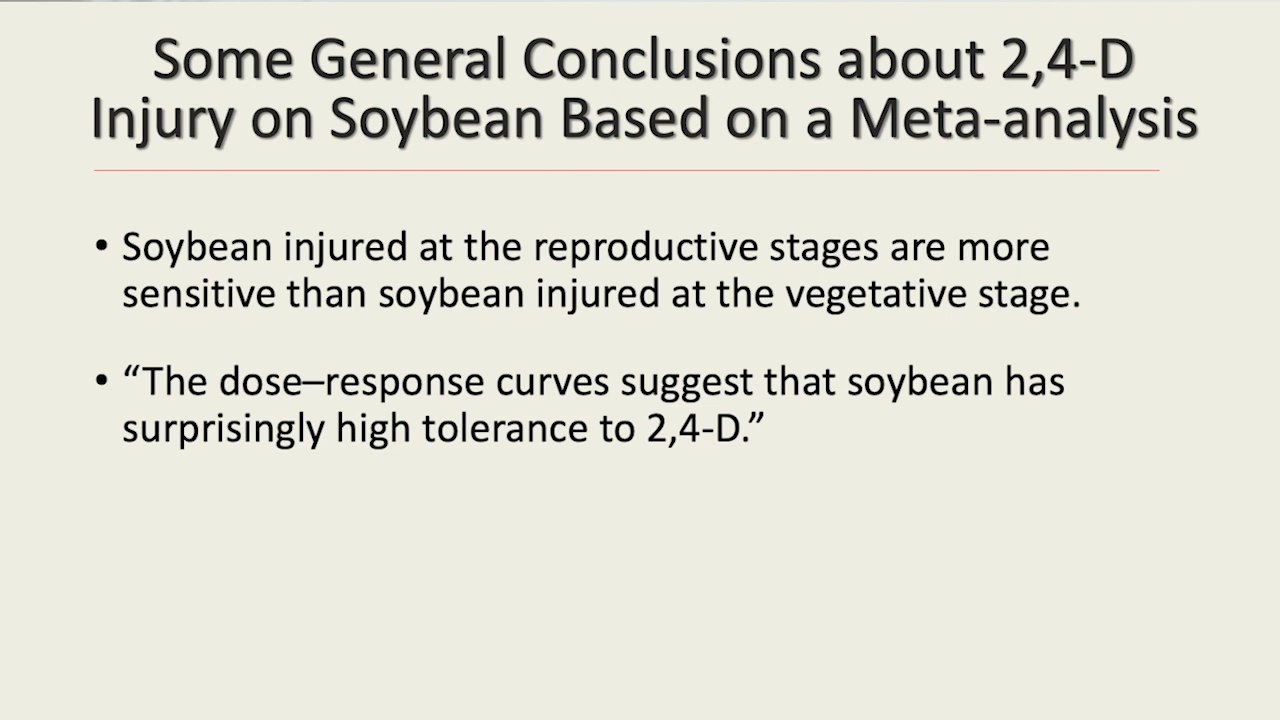 Some General Conclusions about 2,4-D
Injury on Soybean Based on a Meta-analysis
• Soybean injured at the reproductive stages are more
sensitive than soybean injured at the vegetative stage.
• “The dose–response curves suggest that soybean has
surprisingly high tolerance to 2,4-D.”